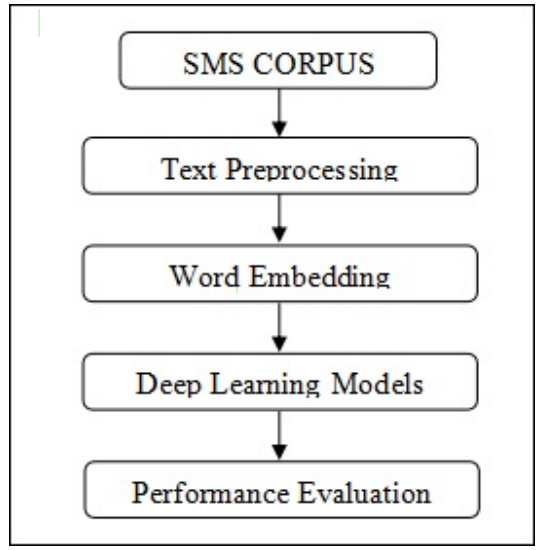 SMS CORPUS
Text Preprocessing
Word Embedding
Deep Learning Models
Performance Evaluation